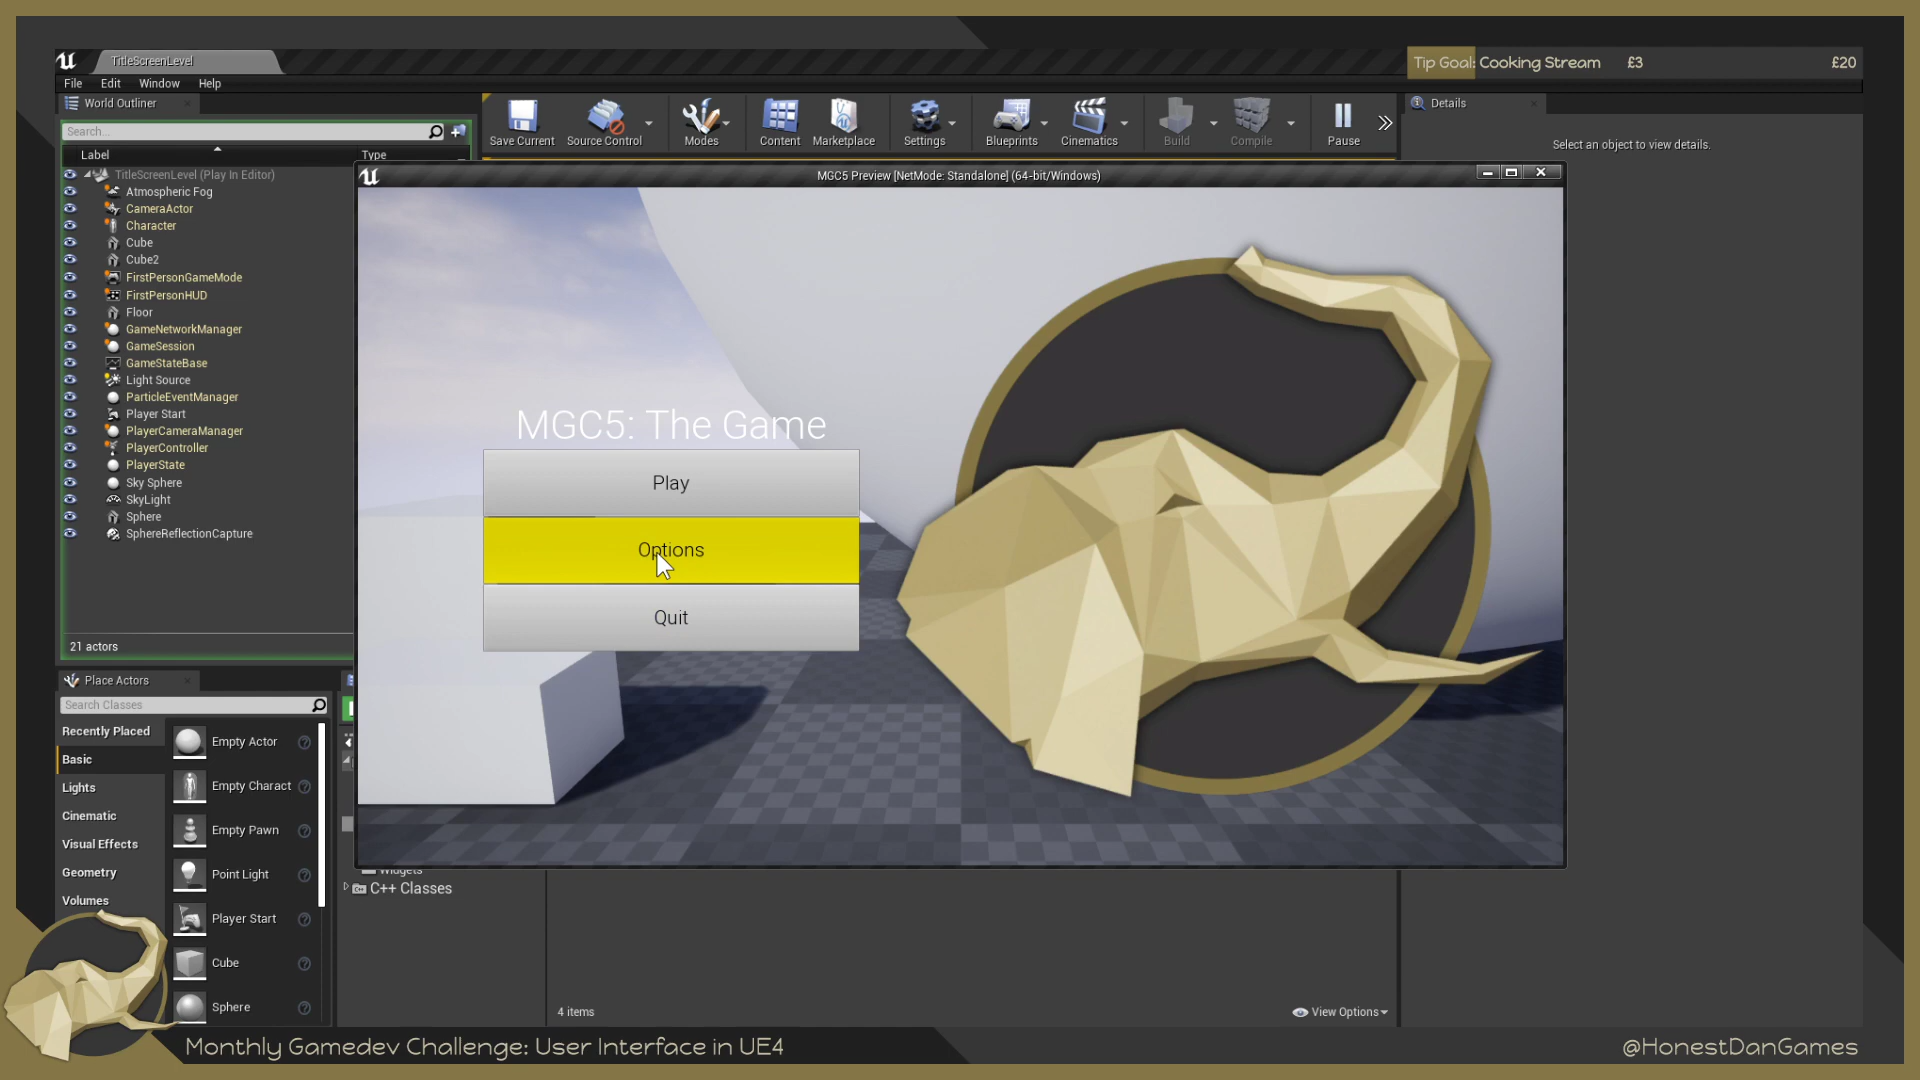 TitleScreenLevel
Tip Goal: Cooking Stream £3 £20
File Edit Window Help
World Outliner
Search...
Label Type
TitleScreenLevel (Play In Editor)
Atmospheric Fog
CameraActor
Character
Cube
Cube2
FirstPersonGameMode
FirstPersonHUD
Floor
GameNetworkManager
GameSession
GameStateBase
Light Source
ParticleEventManager
Player Start
PlayerCameraManager
PlayerController
PlayerState
Sky Sphere
SkyLight
Sphere
SphereReflectionCapture
21 actors
Save Current
Source Control
Modes
Content
Marketplace
Settings
Blueprints
Cinematics
Build
Compile
Pause
Details
Select an object to view details.
MGC5 Preview [NetMode: Standalone] (64-bit/Windows)
MGC5: The Game
Play
Options
Quit
Place Actors
Search Classes
Recently Placed
Basic
Lights
Cinematic
Visual Effects
Geometry
Volumes
Empty Actor
Empty Charact
Empty Pawn
Point Light
Player Start
Cube
Sphere
Widgets
C++ Classes
4 items
View Options
Monthly Gamedev Challenge: User Interface in UE4
@HonestDanGames